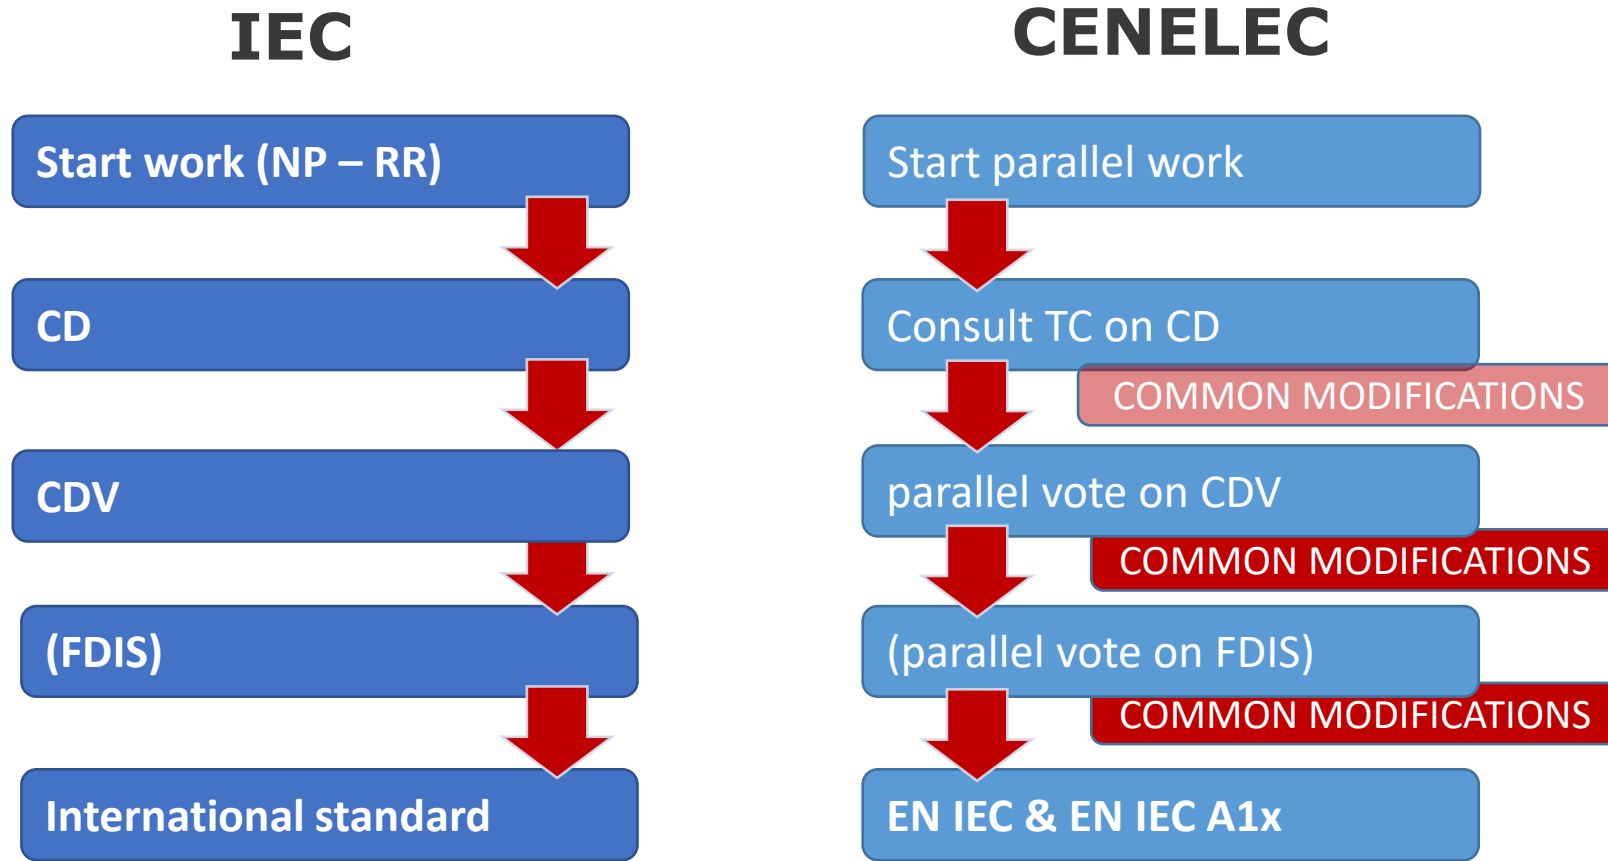 IEC
Start work (NP – RR)
CD
CDV
(FDIS)
International standard
CENELEC
Start parallel work
Consult TC on CD
COMMON MODIFICATIONS
parallel vote on CDV
COMMON MODIFICATIONS
(parallel vote on FDIS)
COMMON MODIFICATIONS
EN IEC & EN IEC A1x